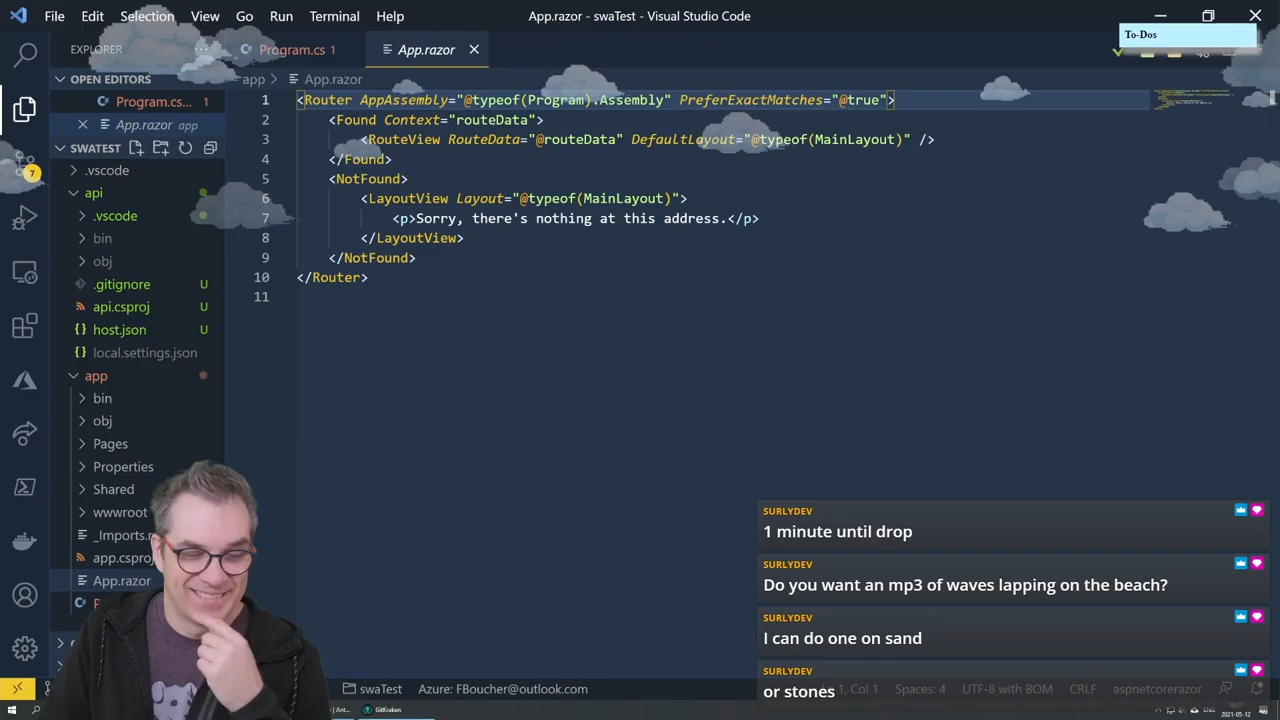 File Edit Selection View Go Run Terminal Help
App.razor - swaTest - Visual Studio Code
To-Dos
EXPLORER
Program.cs 1
App.razor
OPEN EDITORS
app > App.razor
Program.cs... 1
App.razor app
SWATEST
.vscode
api
.vscode
bin
obj
.gitignore U
api.csproj U
host.json U
local.settings.json
app
bin
obj
Pages
Properties
Shared
wwwroot
app.csproj
App.razor
7
1 <Router AppAssembly="@typeof(Program).Assembly" PreferExactMatches="@true">
2 <Found Context="routeData">
3 <RouteView RouteData="@routeData" DefaultLayout="@typeof(MainLayout)" />
4 </Found>
5 <NotFound>
6 <LayoutView Layout="@typeof(MainLayout)">
7 <p>Sorry, there's nothing at this address.</p>
8 </LayoutView>
9 </NotFound>
10 </Router>
11
SURLYDEV
1 minute until drop
SURLYDEV
Do you want an mp3 of waves lapping on the beach?
SURLYDEV
I can do one on sand
SURLYDEV
or stones
swaTest Azure: FBoucher@outlook.com
1, Col 1 Spaces: 4 UTF-8 with BOM CRLF aspnetcorerazor
GitKraken
2021-05-12